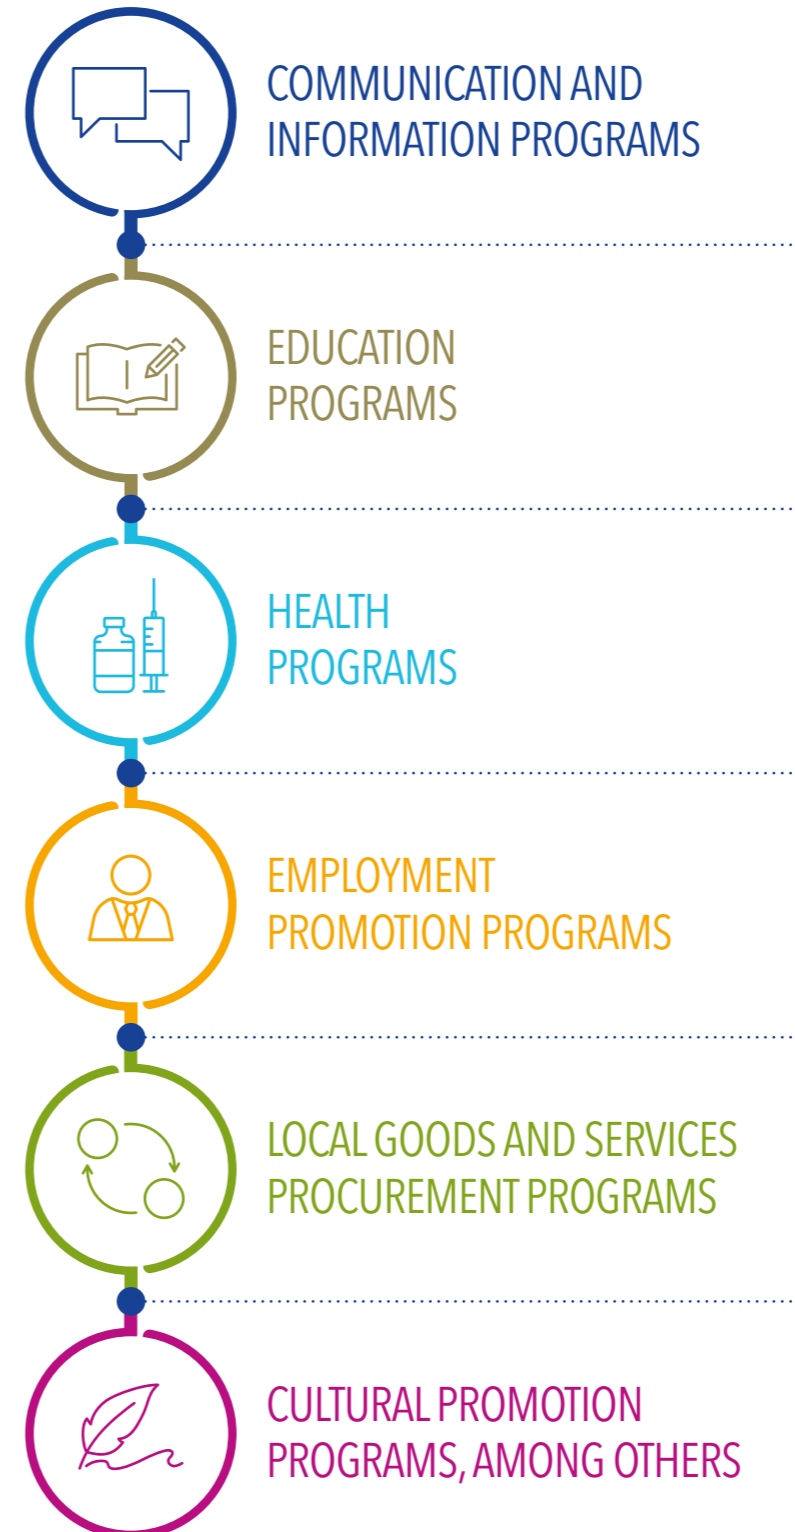 COMMUNICATION AND
INFORMATION PROGRAMS
EDUCATION
PROGRAMS
HEALTH
PROGRAMS
EMPLOYMENT
PROMOTION PROGRAMS
LOCAL GOODS AND SERVICES
PROCUREMENT PROGRAMS
CULTURAL PROMOTION
PROGRAMS, AMONG OTHERS